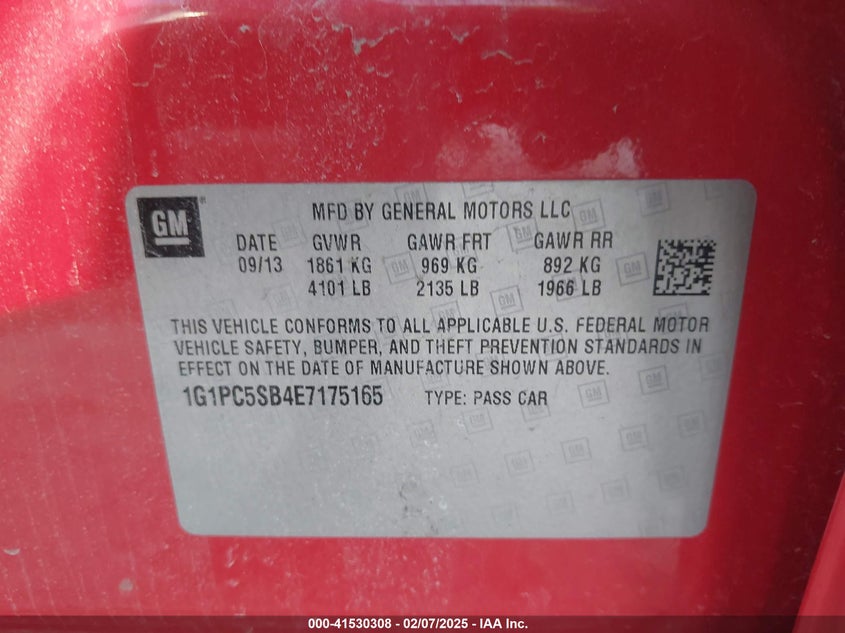 GM
MFD BY GENERAL MOTORS LLC
DATE GVWR GAWR FRT GAWR RR
09/13 1861 KG 969 KG 892 KG
4101 LB 2135 LB 1966 LB
THIS VEHICLE CONFORMS TO ALL APPLICABLE U.S. FEDERAL MOTOR
VEHICLE SAFETY, BUMPER, AND THEFT PREVENTION STANDARDS IN
EFFECT ON THE DATE OF MANUFACTURE SHOWN ABOVE.
1G1PC5SB4E7175165 TYPE: PASS CAR
000-41530308 - 02/07/2025 - IAA Inc.